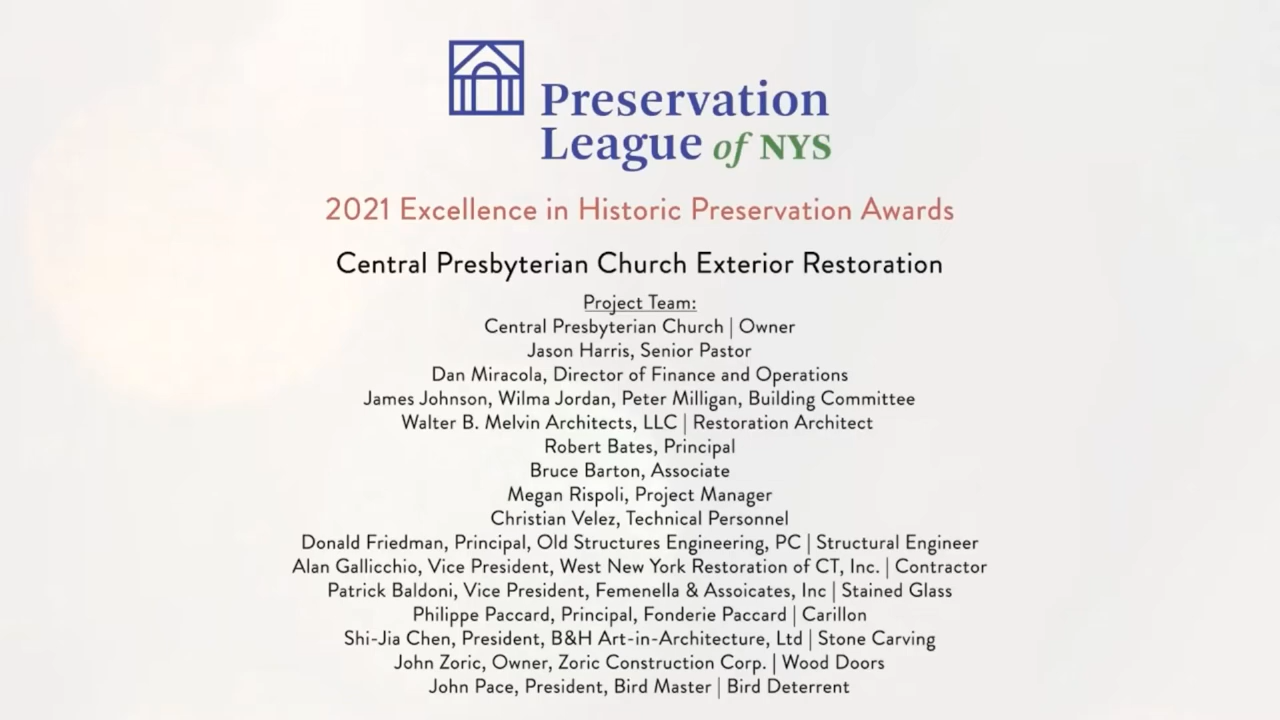 Preservation
League of NYS
2021 Excellence in Historic Preservation Awards
Central Presbyterian Church Exterior Restoration
Project Team:
Central Presbyterian Church | Owner
Jason Harris, Senior Pastor
Dan Miracola, Director of Finance and Operations
James Johnson, Wilma Jordan, Peter Milligan, Building Committee
Walter B. Melvin Architects, LLC | Restoration Architect
Robert Bates, Principal
Bruce Barton, Associate
Megan Rispoli, Project Manager
Christian Velez, Technical Personnel
Donald Friedman, Principal, Old Structures Engineering, PC | Structural Engineer
Alan Gallicchio, Vice President, West New York Restoration of CT, Inc. | Contractor
Patrick Baldoni, Vice President, Femenella & Assoicates, Inc | Stained Glass
Philippe Paccard, Principal, Fonderie Paccard | Carillon
Shi-Jia Chen, President, B&H Art-in-Architecture, Ltd | Stone Carving
John Zoric, Owner, Zoric Construction Corp. | Wood Doors
John Pace, President, Bird Master | Bird Deterrent